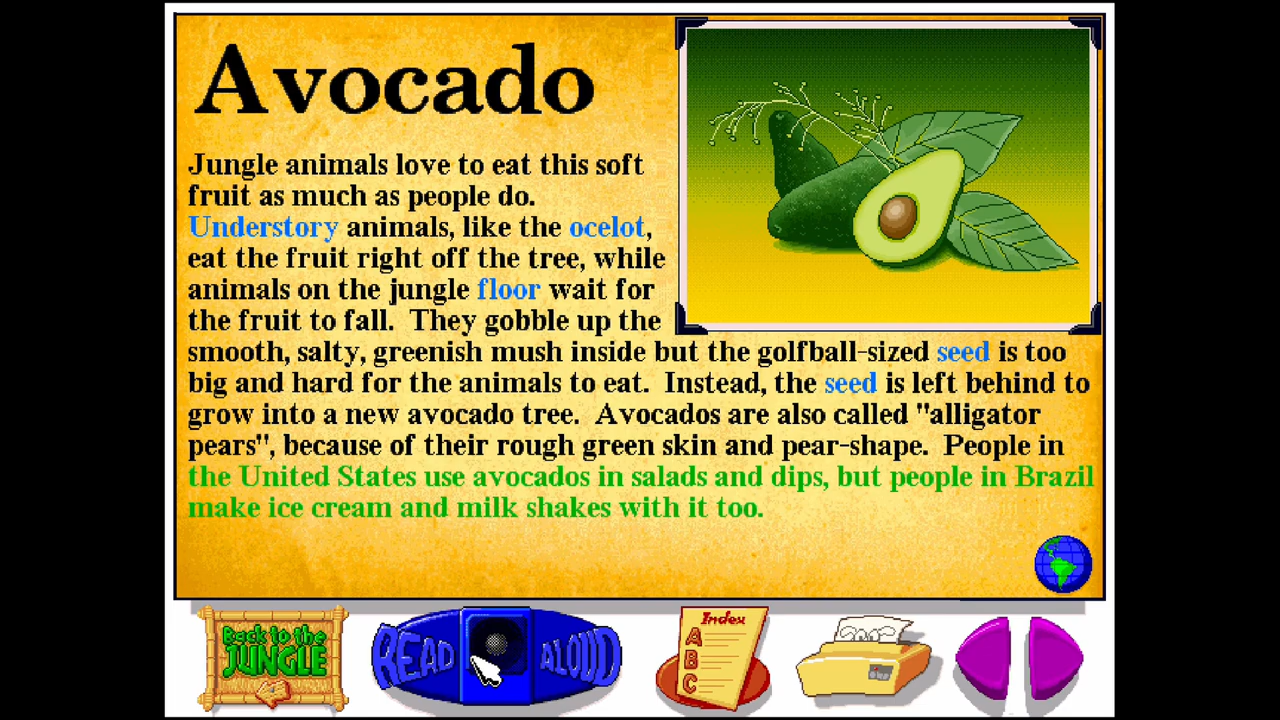 Avocado
Jungle animals love to eat this soft
fruit as much as people do.
Understory animals, like the ocelot,
eat the fruit right off the tree, while
animals on the jungle floor wait for
the fruit to fall.  They gobble up the
smooth, salty, greenish mush inside but the golfball-sized seed is too
big and hard for the animals to eat.  Instead, the seed is left behind to
grow into a new avocado tree.  Avocados are also called "alligator
pears", because of their rough green skin and pear-shape.  People in
the United States use avocados in salads and dips, but people in Brazil
make ice cream and milk shakes with it too.
Back to the
JUNGLE
READ ALOUD
Index
A
B
C